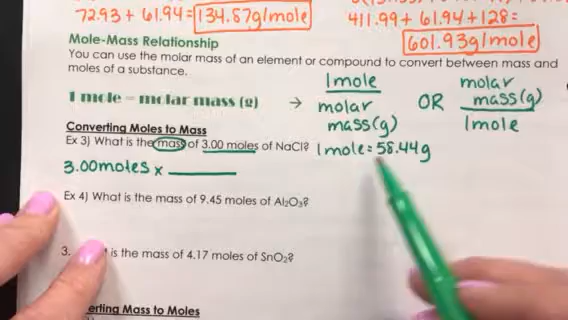 72.93 + 61.94 = 134.87g/mole
411.99 + 61.94 + 128 =
601.93g/mole
Mole-Mass Relationship
You can use the molar mass of an element or compound to convert between mass and
moles of a substance.
1 mole = molar mass (g) → 1mole / molar mass(g) OR molar mass(g) / 1mole
Converting Moles to Mass
Ex 3) What is the mass of 3.00 moles of NaCl? 1mole=58.44g
3.00moles x
Ex 4) What is the mass of 9.45 moles of Al₂O₃?
3. is the mass of 4.17 moles of SnO₂?
erting Mass to Moles